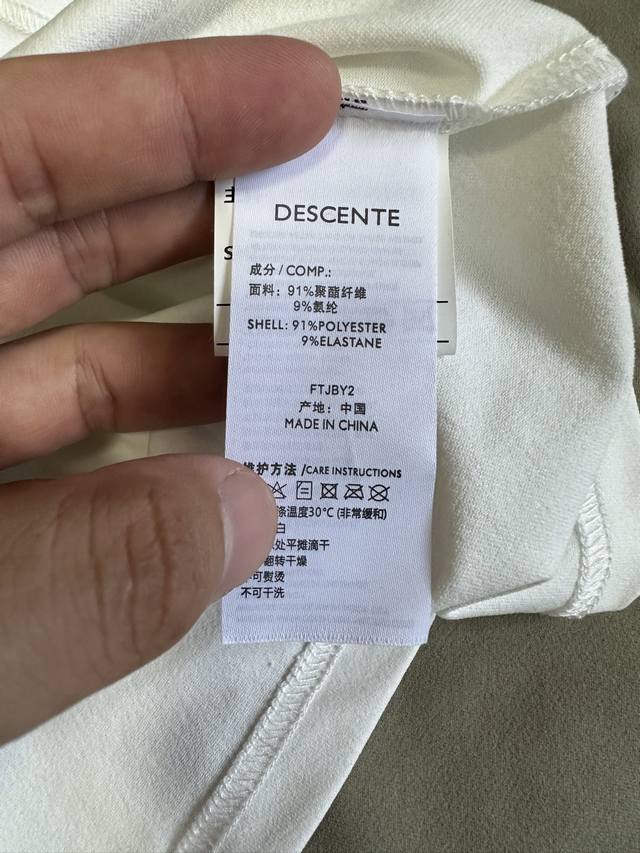 DESCENTE
成分 / COMP.:
面料: 91%聚酯纤维
9%氨纶
SHELL: 91%POLYESTER
9%ELASTANE
FTJBY2
产地: 中国
MADE IN CHINA
维护方法 /CARE INSTRUCTIONS
涤温度30°C (非常缓和)
白
处平摊滴干
翻转干燥
不可熨烫
不可干洗